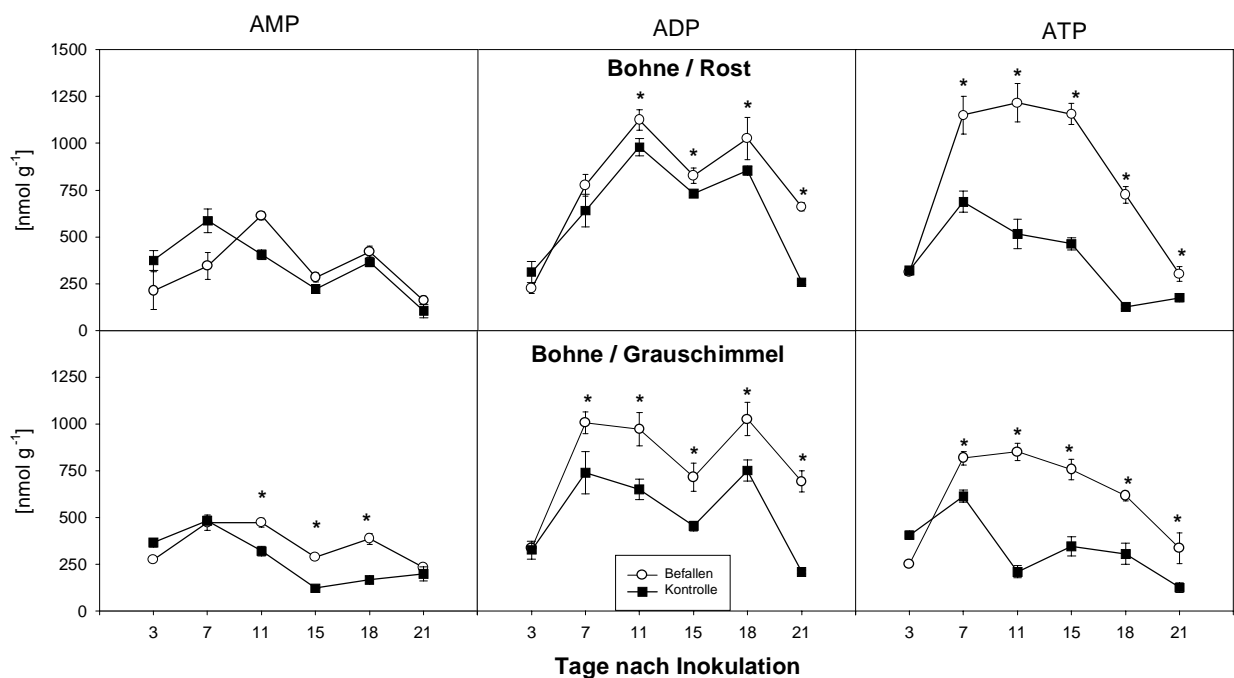 AMP ADP ATP
Bohne / Rost
[nmol g-1]
1500
1250
1000
750
500
250
0
* * * *
* * * * *
Bohne / Grauschimmel
[nmol g-1]
1250
1000
750
500
250
0
* * *
* * * * *
* * * * *
Befallen
Kontrolle
3 7 11 15 18 21 3 7 11 15 18 21 3 7 11 15 18 21
Tage nach Inokulation